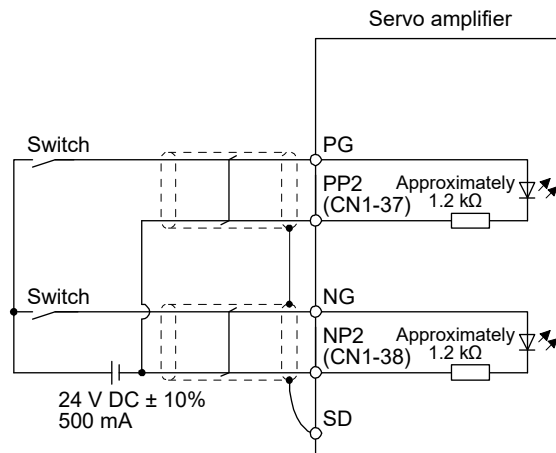 Servo amplifier
Switch
PG
PP2
(CN1-37)
Approximately
1.2 kΩ
Switch
NG
NP2
(CN1-38)
Approximately
1.2 kΩ
24 V DC ± 10%
500 mA
SD